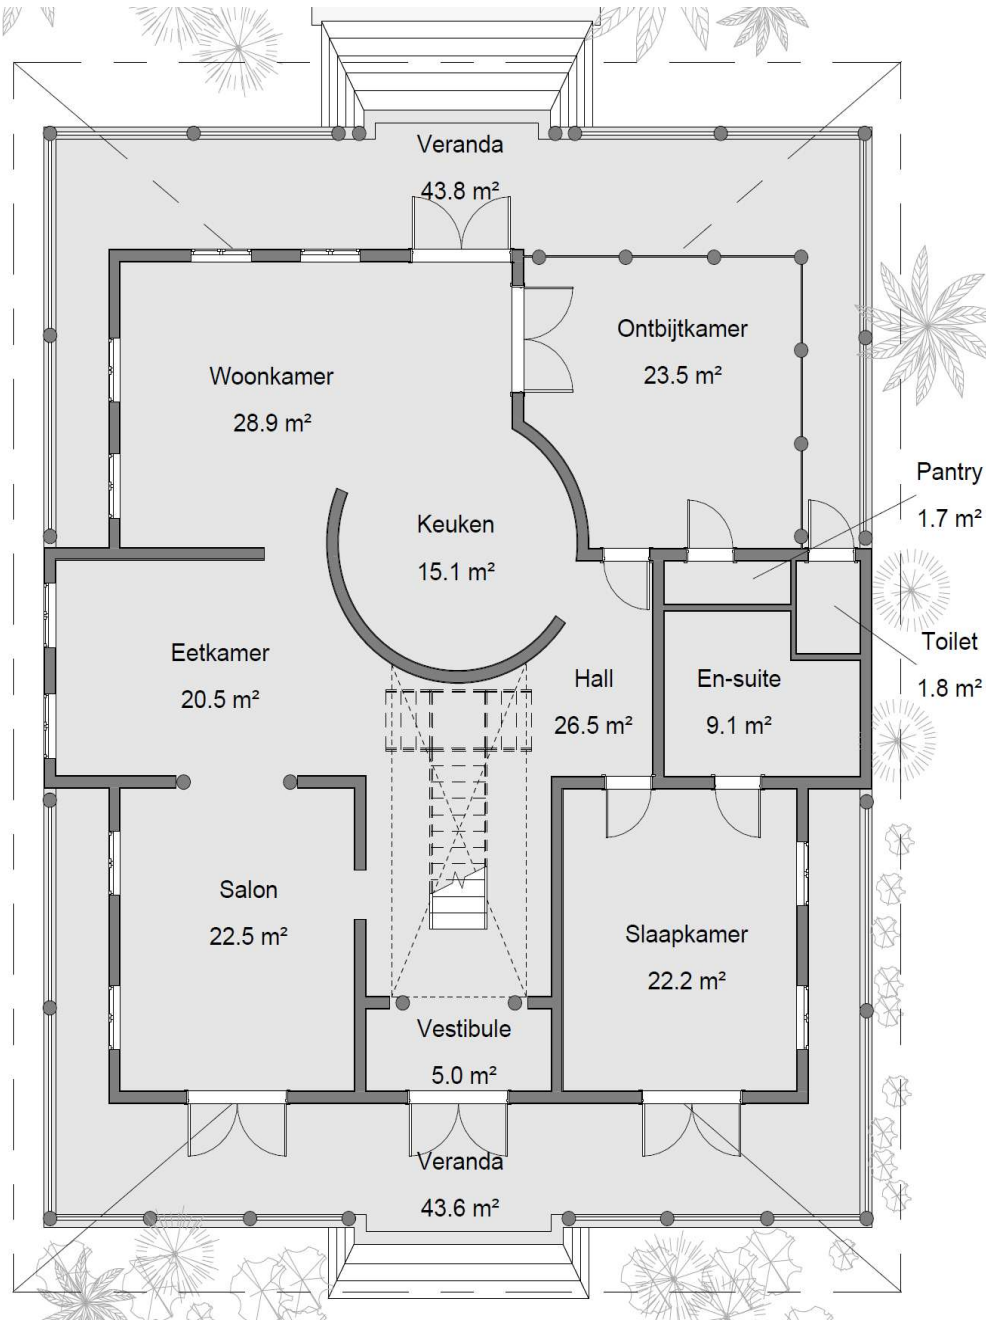 Veranda
43.8 m²
Ontbijtkamer
23.5 m²
Woonkamer
28.9 m²
Pantry
1.7 m²
Keuken
15.1 m²
Toilet
1.8 m²
Eetkamer
20.5 m²
Hall
26.5 m²
En-suite
9.1 m²
Salon
22.5 m²
Slaapkamer
22.2 m²
Vestibule
5.0 m²
Veranda
43.6 m²